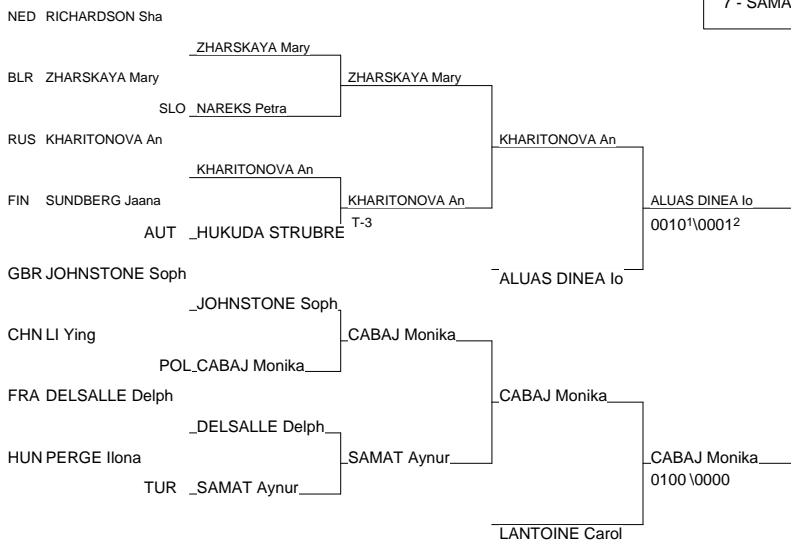 7 - SAMA
NED RICHARDSON Sha
ZHARSKAYA Mary
BLR ZHARSKAYA Mary
ZHARSKAYA Mary
SLO NAREKS Petra
RUS KHARITONOVA An
KHARITONOVA An
KHARITONOVA An
FIN SUNDBERG Jaana
KHARITONOVA An
ALUAS DINEA Io
T-3
0010¹\0001²
AUT HUKUDA STRUBRE
GBR JOHNSTONE Soph
ALUAS DINEA Io
JOHNSTONE Soph
CHN LI Ying
CABAJ Monika
POL CABAJ Monika
FRA DELSALLE Delph
CABAJ Monika
DELSALLE Delph
HUN PERGE Ilona
SAMAT Aynur
CABAJ Monika
0100\0000
TUR SAMAT Aynur
LANTOINE Carol